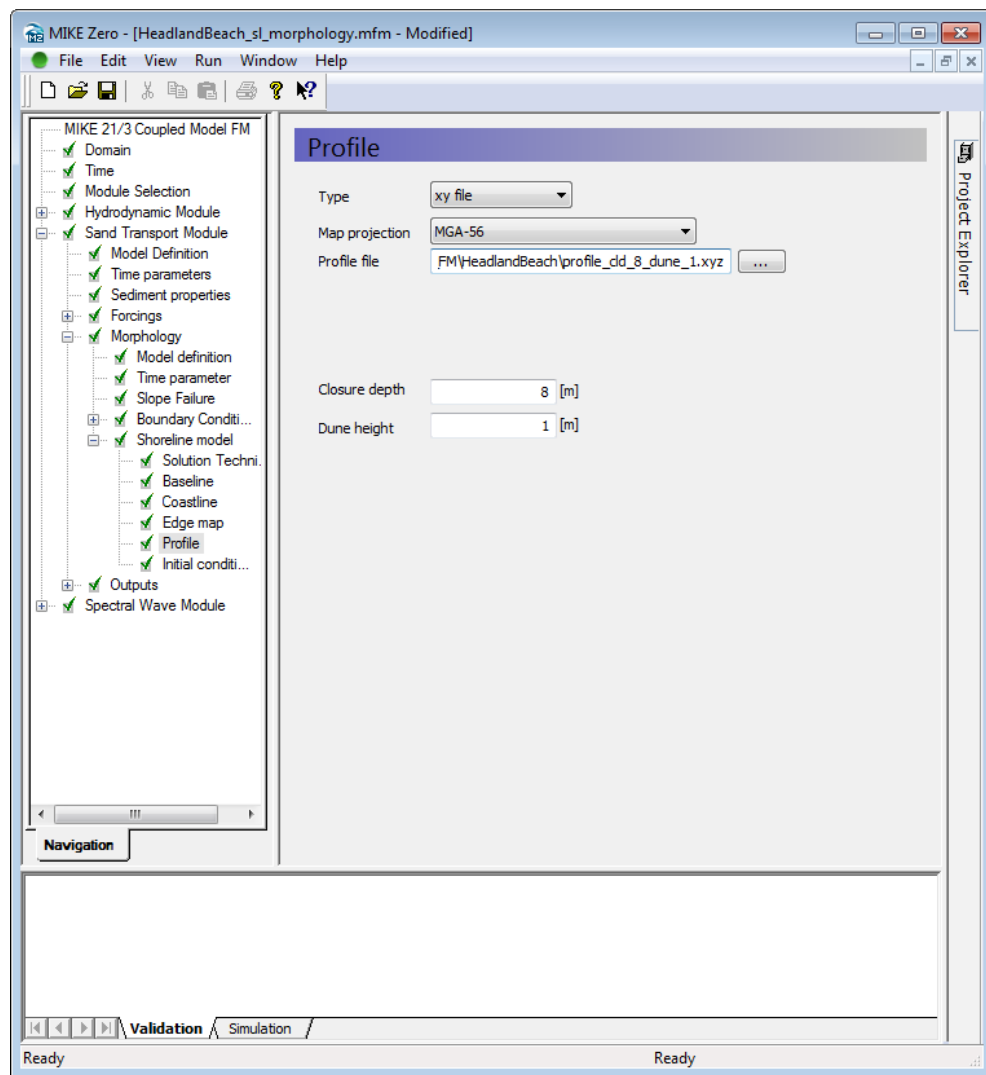 MIKE Zero - [HeadlandBeach_sl_morphology.mfm - Modified]
File Edit View Run Window Help
MIKE 21/3 Coupled Model FM
Domain
Time
Module Selection
Hydrodynamic Module
Sand Transport Module
Model Definition
Time parameters
Sediment properties
Forcings
Morphology
Model definition
Time parameter
Slope Failure
Boundary Conditi...
Shoreline model
Solution Techni.
Baseline
Coastline
Edge map
Profile
Initial conditi...
Outputs
Spectral Wave Module
Navigation
Profile
Type xy file
Map projection MGA-56
Profile file FM\HeadlandBeach\profile_cld_8_dune_1.xyz ...
Closure depth 8 [m]
Dune height 1 [m]
Project Explorer
Validation Simulation
Ready Ready